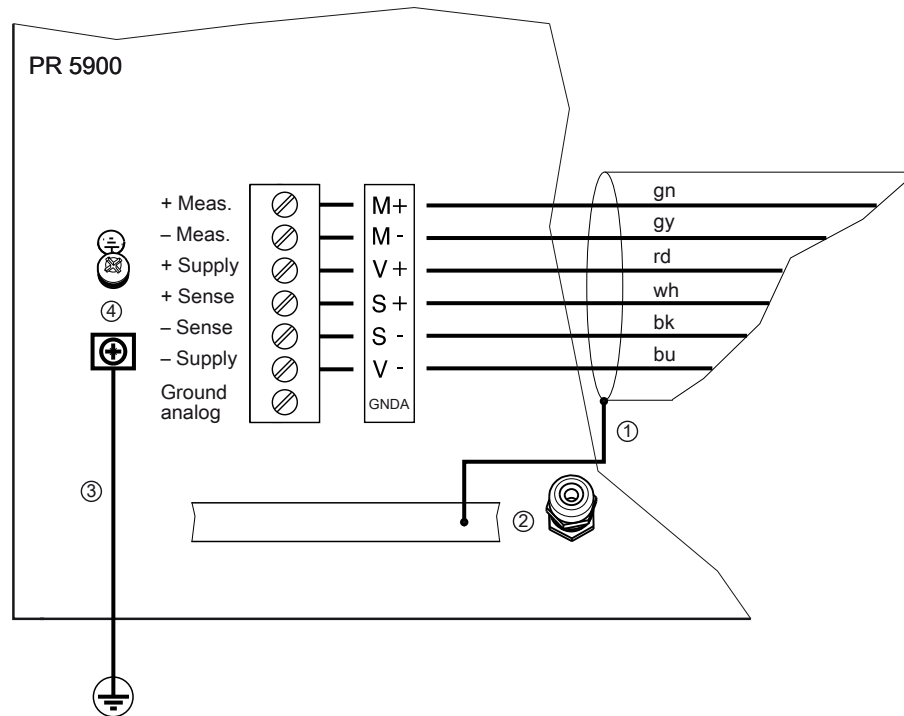 PR 5900
+ Meas.
– Meas.
+ Supply
+ Sense
– Sense
– Supply
Ground
analog
M+
M -
V +
S +
S -
V -
GNDA
gn
gy
rd
wh
bk
bu
①
②
③
④